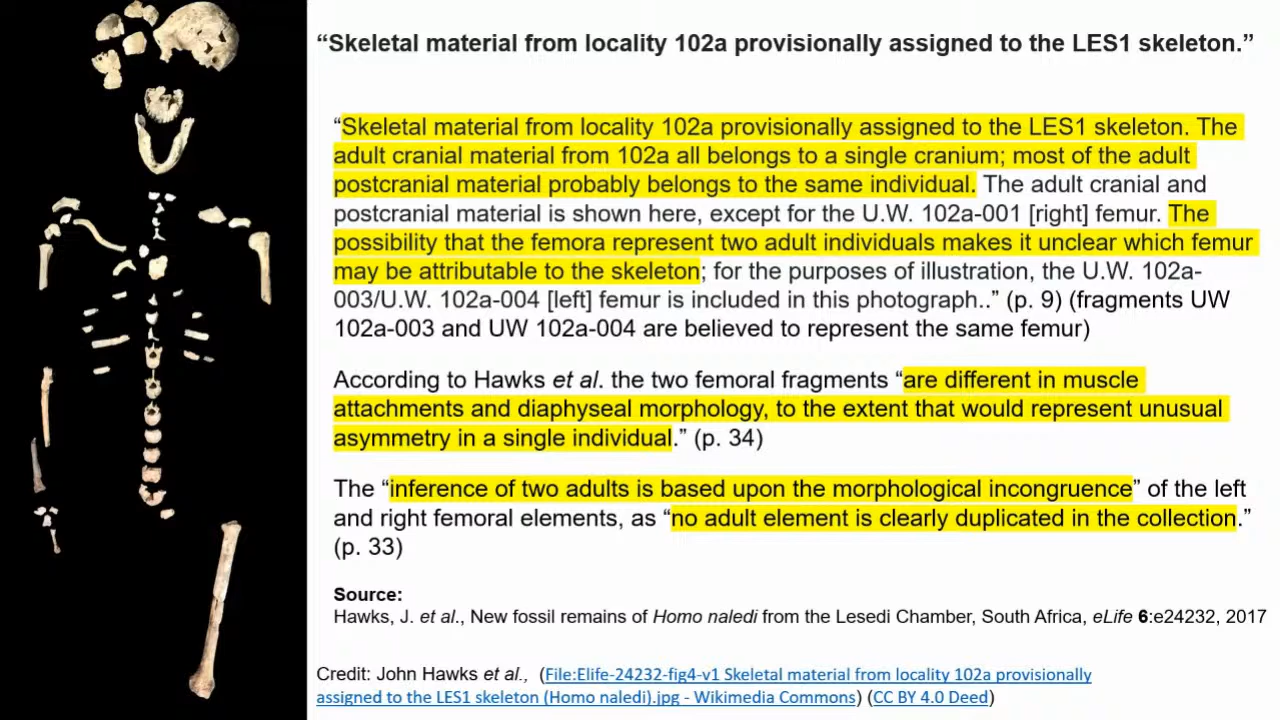 “Skeletal material from locality 102a provisionally assigned to the LES1 skeleton.”
“Skeletal material from locality 102a provisionally assigned to the LES1 skeleton. The
adult cranial material from 102a all belongs to a single cranium; most of the adult
postcranial material probably belongs to the same individual. The adult cranial and
postcranial material is shown here, except for the U.W. 102a-001 [right] femur. The
possibility that the femora represent two adult individuals makes it unclear which femur
may be attributable to the skeleton; for the purposes of illustration, the U.W. 102a-
003/U.W. 102a-004 [left] femur is included in this photograph..” (p. 9) (fragments UW
102a-003 and UW 102a-004 are believed to represent the same femur)
According to Hawks et al. the two femoral fragments “are different in muscle
attachments and diaphyseal morphology, to the extent that would represent unusual
asymmetry in a single individual.” (p. 34)
The “inference of two adults is based upon the morphological incongruence” of the left
and right femoral elements, as “no adult element is clearly duplicated in the collection.”
(p. 33)
Source:
Hawks, J. et al., New fossil remains of Homo naledi from the Lesedi Chamber, South Africa, eLife 6:e24232, 2017
Credit: John Hawks et al., (File:Elife-24232-fig4-v1 Skeletal material from locality 102a provisionally
assigned to the LES1 skeleton (Homo naledi).jpg - Wikimedia Commons) (CC BY 4.0 Deed)